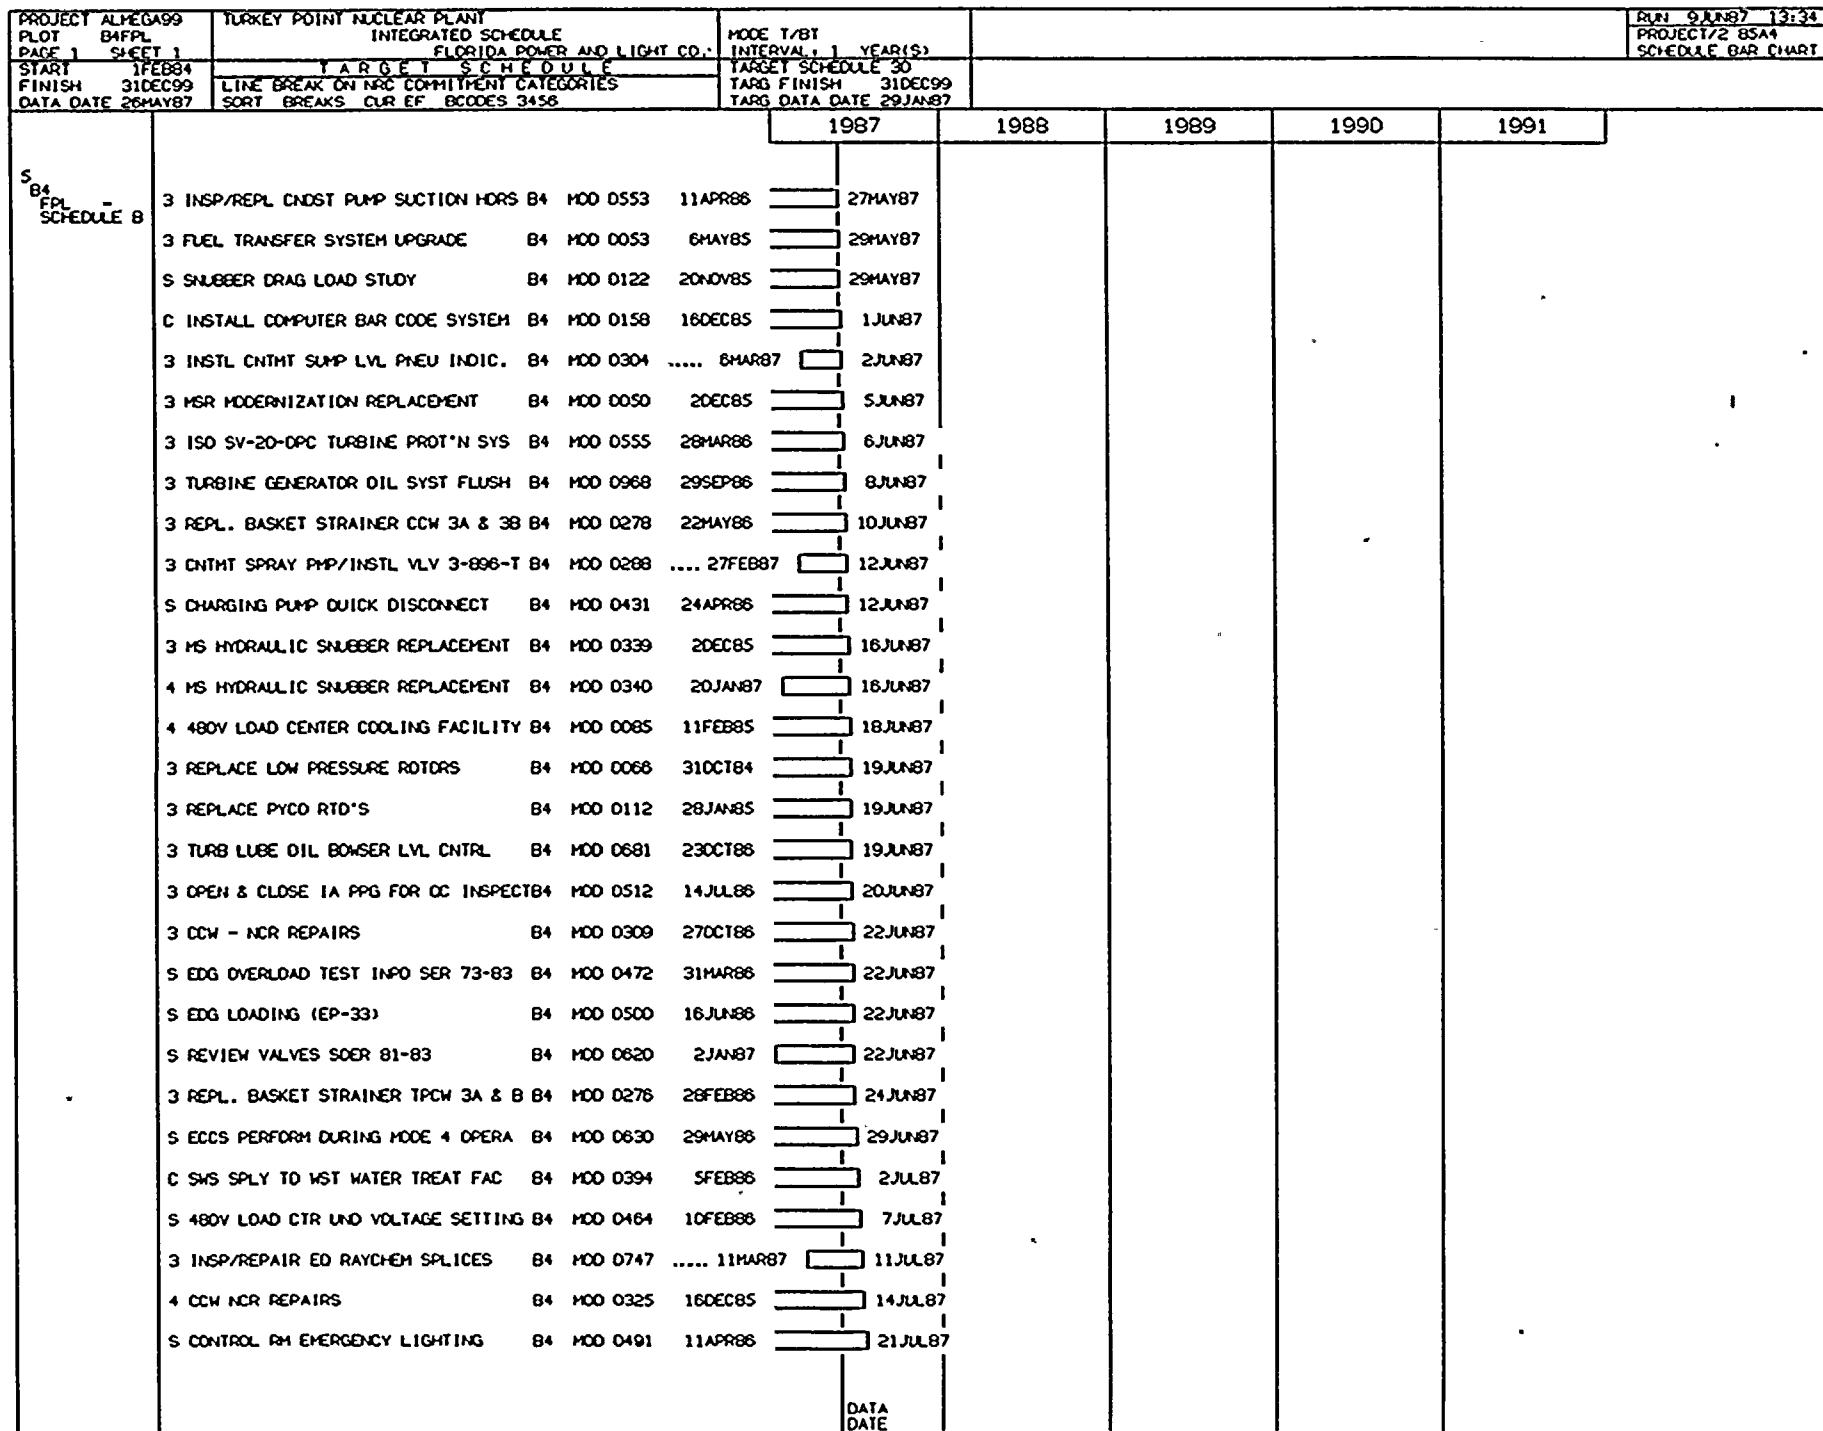 PROJECT ALMEGA99
PLOT B4FPL
PAGE 1 SHEET 1
START 1FEB84
FINISH 31DEC99
DATA DATE 26MAY87
TURKEY POINT NUCLEAR PLANT
INTEGRATED SCHEDULE
FLORIDA POWER AND LIGHT CO.
TARGET SCHEDULE
LINE BREAK ON NRC COMMITMENT CATEGORIES
SORT BREAKS CUR EF BCODES 3456
MODE T/BT
INTERVAL, 1 YEAR(S)
TARGET SCHEDULE 30
TARG FINISH 31DEC99
TARG DATA DATE 29JAN87
RUN 9JUN87 13:34
PROJECT/2 85A4
SCHEDULE BAR CHART
1987 1988 1989 1990 1991
S
B4
FPL -
SCHEDULE B
3 INSP/REPL CNDST PUMP SUCTION HDRS B4 MOD 0553 11APR86 27MAY87
3 FUEL TRANSFER SYSTEM UPGRADE B4 MOD 0053 6MAY85 29MAY87
S SNUBBER DRAG LOAD STUDY B4 MOD 0122 20NOV85 29MAY87
C INSTALL COMPUTER BAR CODE SYSTEM B4 MOD 0158 16DEC85 1JUN87
3 INSTL CNTMT SUMP LVL PNEU INDIC. B4 MOD 0304 ..... 6MAR87 2JUN87
3 MSR MODERNIZATION REPLACEMENT B4 MOD 0050 2DEC85 5JUN87
3 ISO SV-20-OPC TURBINE PROT'N SYS B4 MOD 0555 28MAR86 6JUN87
3 TURBINE GENERATOR OIL SYST FLUSH B4 MOD 0968 29SEP86 8JUN87
3 REPL. BASKET STRAINER CCW 3A & 3B B4 MOD 0278 22MAY86 10JUN87
3 CNTMT SPRAY PMP/INSTL VLV 3-896-T B4 MOD 0288 .... 27FEB87 12JUN87
S CHARGING PUMP QUICK DISCONNECT B4 MOD 0431 24APR86 12JUN87
3 MS HYDRAULIC SNUBBER REPLACEMENT B4 MOD 0339 2DEC85 16JUN87
4 MS HYDRAULIC SNUBBER REPLACEMENT B4 MOD 0340 20JAN87 16JUN87
4 480V LOAD CENTER COOLING FACILITY B4 MOD 0085 11FEB85 18JUN87
3 REPLACE LOW PRESSURE ROTORS B4 MOD 0066 31OCT84 19JUN87
3 REPLACE PYCO RTD'S B4 MOD 0112 28JAN85 19JUN87
3 TURB LUBE OIL BOWSER LVL CNTRL B4 MOD 0681 23OCT86 19JUN87
3 OPEN & CLOSE IA PPG FOR QC INSPECTB4 MOD 0512 14JUL86 20JUN87
3 CCW - NCR REPAIRS B4 MOD 0309 27OCT86 22JUN87
S EDG OVERLOAD TEST INPO SER 73-83 B4 MOD 0472 31MAR86 22JUN87
S EDG LOADING (EP-33) B4 MOD 0500 16JUN86 22JUN87
S REVIEW VALVES SOER 81-83 B4 MOD 0620 2JAN87 22JUN87
3 REPL. BASKET STRAINER TPCW 3A & B B4 MOD 0276 28FEB86 24JUN87
S ECCS PERFORM DURING MODE 4 OPERA B4 MOD 0630 29MAY86 29JUN87
C SWS SPLY TO WST WATER TREAT FAC B4 MOD 0394 5FEB86 2JUL87
S 480V LOAD CTR UND VOLTAGE SETTING B4 MOD 0464 10FEB86 7JUL87
3 INSP/REPAIR EQ RAYCHEM SPLICES B4 MOD 0747 ..... 11MAR87 11JUL87
4 CCW NCR REPAIRS B4 MOD 0325 16DEC85 14JUL87
S CONTROL RM EMERGENCY LIGHTING B4 MOD 0491 11APR86 21JUL87
DATA
DATE